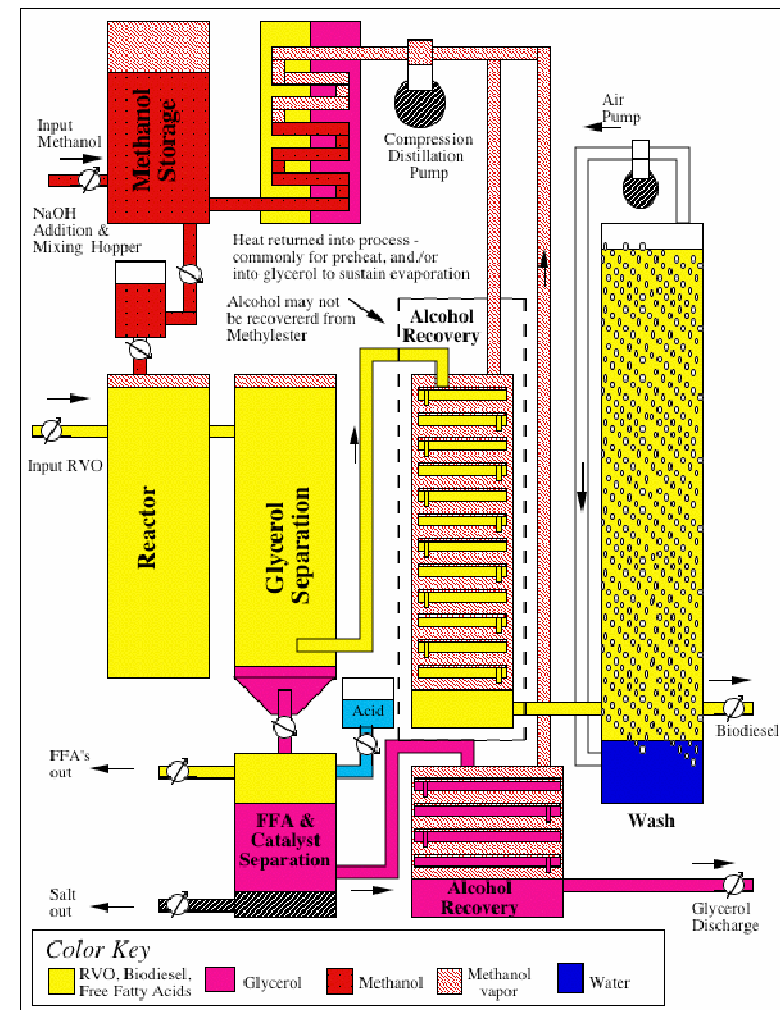 Methanol
Storage
Input
Methanol
NaOH
Addition &
Mixing Hopper
Compression
Distillation
Pump
Air
Pump
Heat returned into process -
commonly for preheat, and./or
into glycerol to sustain evaporation
Alcohol may not
be recovererd from
Methylester
Alcohol
Recovery
Input RVO
Reactor
Glycerol
Separation
Acid
Biodiesel
FFA's
out
FFA &
Catalyst
Separation
Wash
Salt
out
Alcohol
Recovery
Glycerol
Discharge
Color Key
RVO, Biodiesel,
Free Fatty Acids
Glycerol
Methanol
Methanol
vapor
Water